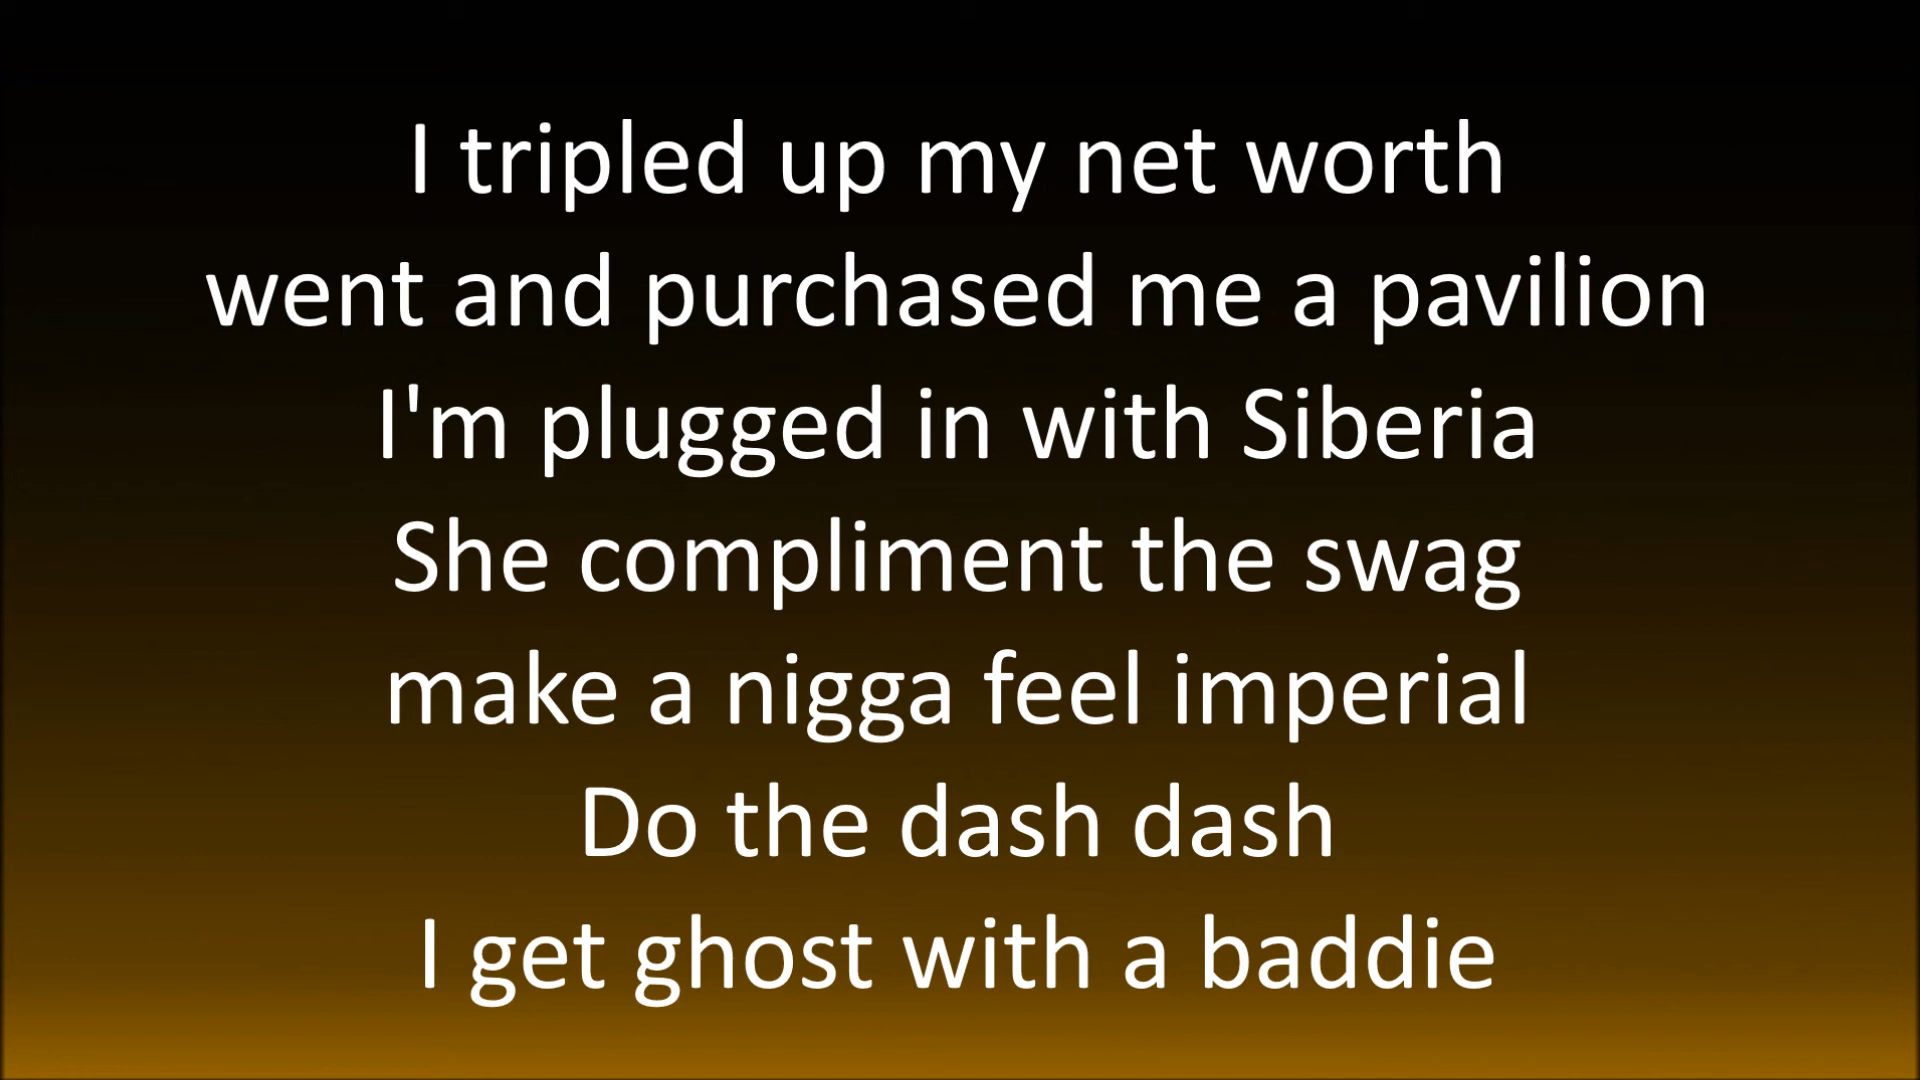 I tripled up my net worth
went and purchased me a pavilion
I'm plugged in with Siberia
She compliment the swag
make a nigga feel imperial
Do the dash dash
I get ghost with a baddie